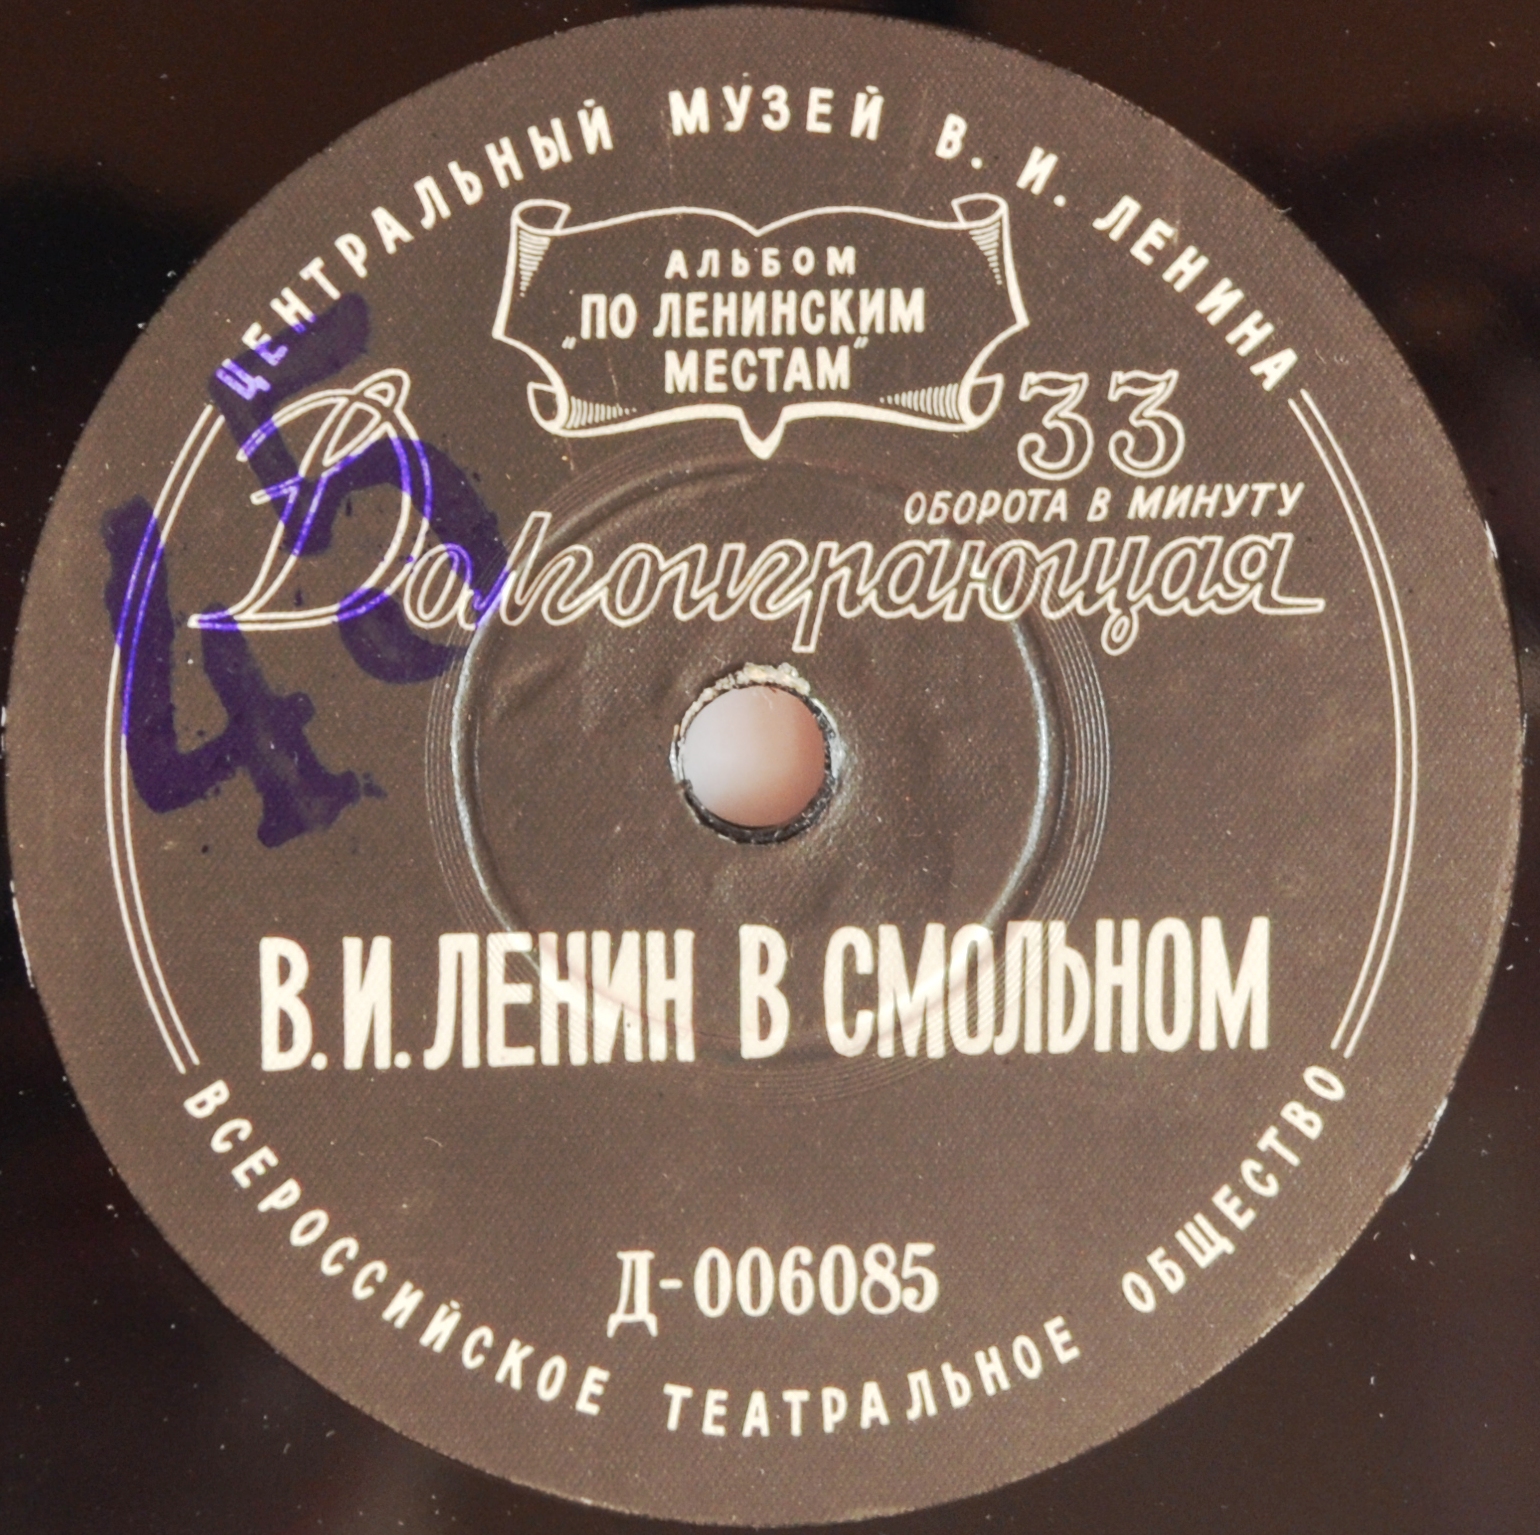 ЦЕНТРАЛЬНЫЙ МУЗЕЙ В. И. ЛЕНИНА
АЛЬБОМ
„ПО ЛЕНИНСКИМ
МЕСТАМ"
33
ОБОРОТА В МИНУТУ
Долгоиграющая
45
В. И. ЛЕНИН В СМОЛЬНОМ
Д-006085
ВСЕРОССИЙСКОЕ ТЕАТРАЛЬНОЕ ОБЩЕСТВО